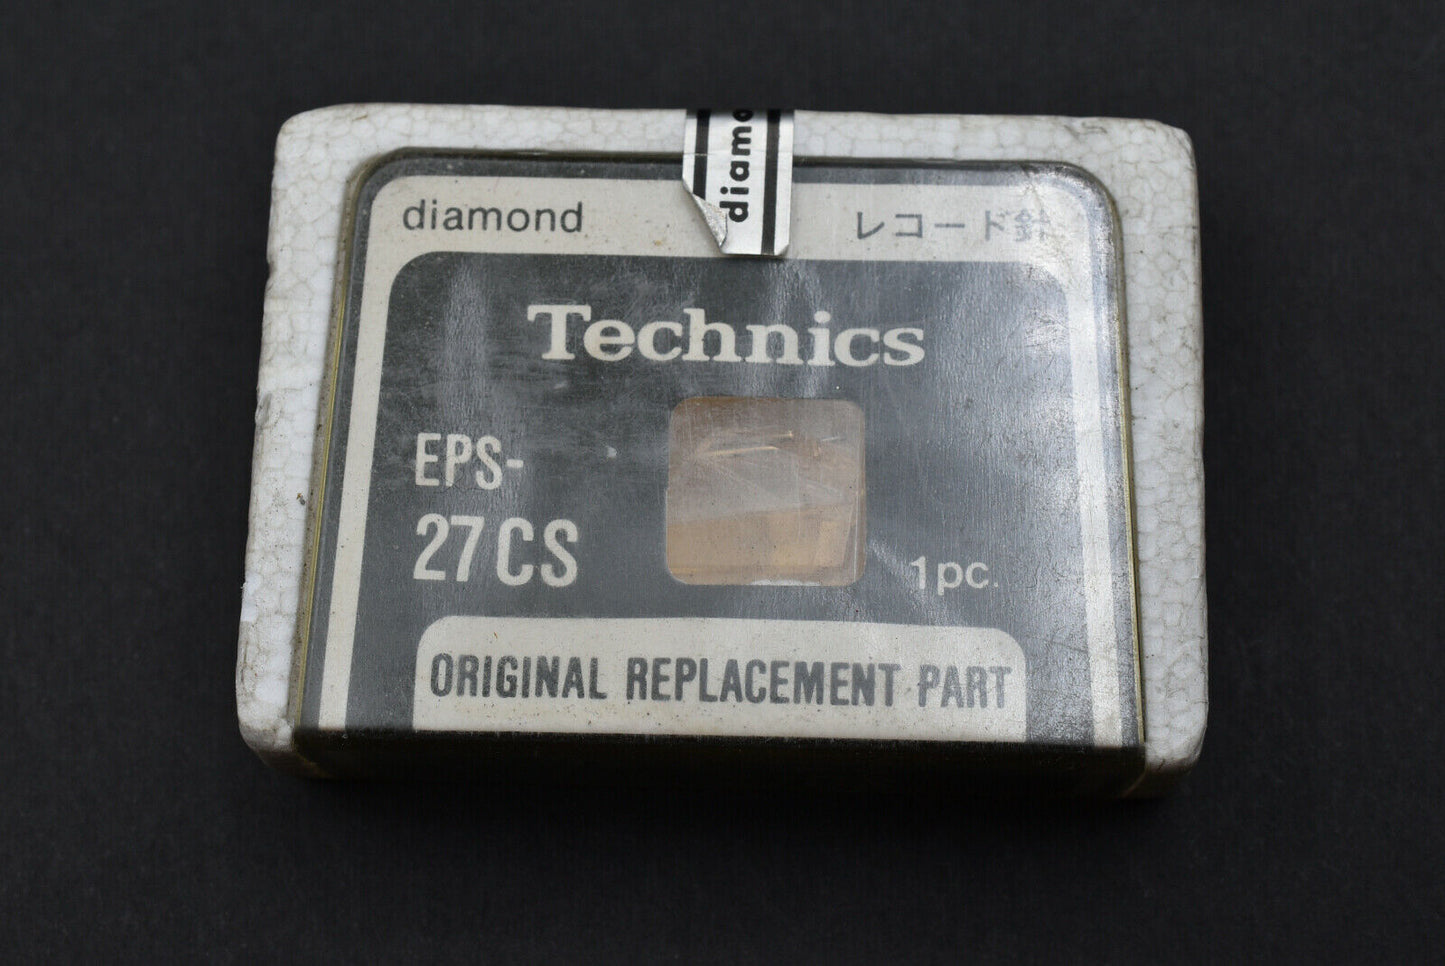 diamo
diamond
レコード針
Technics
EPS-
27CS
1pc.
ORIGINAL REPLACEMENT PART